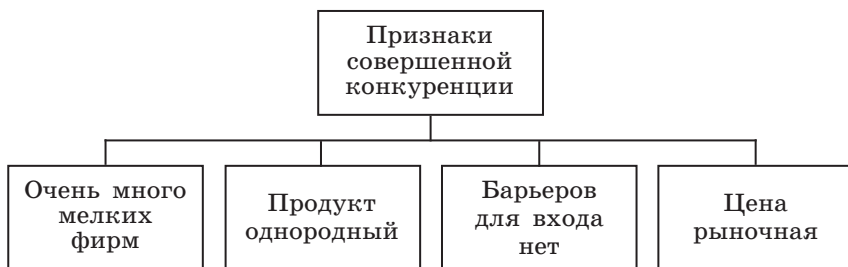 Признаки
совершенной
конкуренции
Очень много
мелких
фирм
Продукт
однородный
Барьеров
для входа
нет
Цена
рыночная